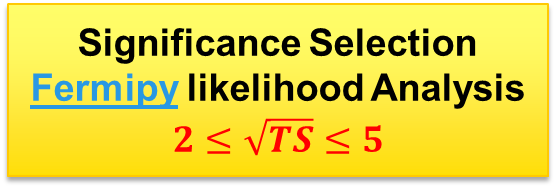 Significance Selection
Fermipy likelihood Analysis
2 ≤ √TS ≤ 5